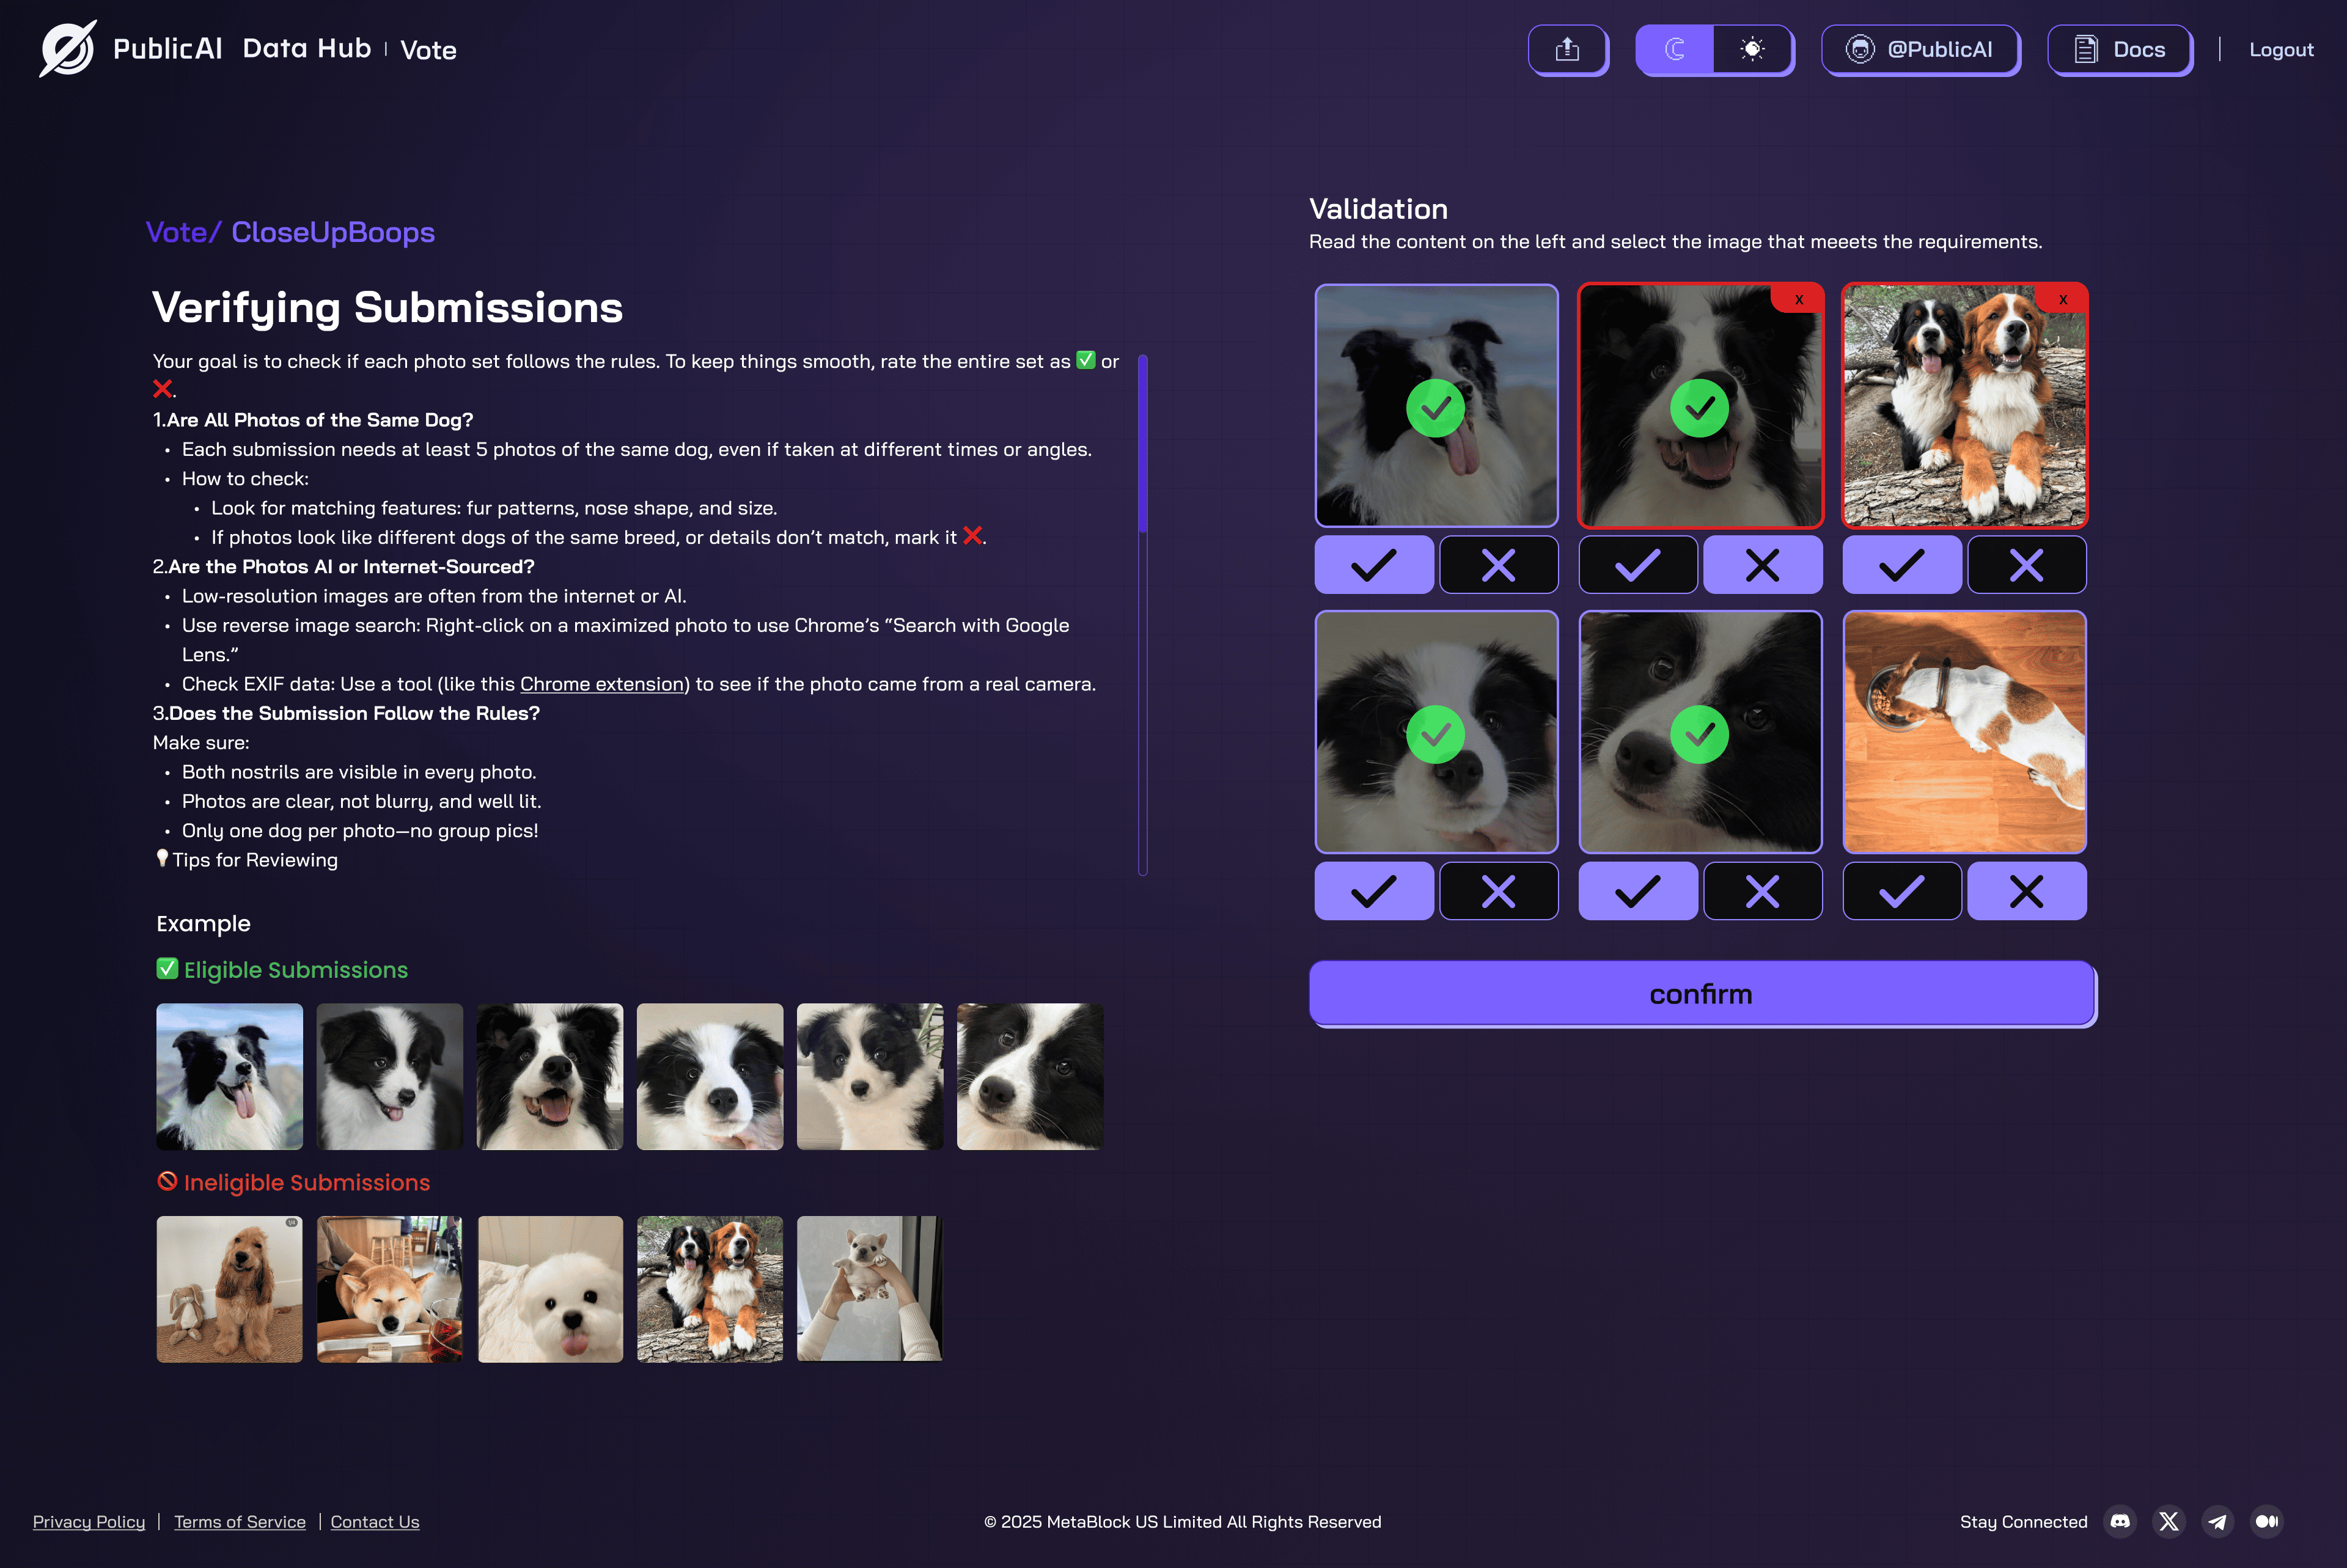 PublicAI Data Hub | Vote
@PublicAI
Docs
Logout
Vote/ CloseUpBoops
Verifying Submissions
Your goal is to check if each photo set follows the rules. To keep things smooth, rate the entire set as ✅ or
❌.
1.Are All Photos of the Same Dog?
• Each submission needs at least 5 photos of the same dog, even if taken at different times or angles.
• How to check:
• Look for matching features: fur patterns, nose shape, and size.
• If photos look like different dogs of the same breed, or details don’t match, mark it ❌.
2.Are the Photos AI or Internet-Sourced?
• Low-resolution images are often from the internet or AI.
• Use reverse image search: Right-click on a maximized photo to use Chrome’s “Search with Google
Lens.”
• Check EXIF data: Use a tool (like this Chrome extension) to see if the photo came from a real camera.
3.Does the Submission Follow the Rules?
Make sure:
• Both nostrils are visible in every photo.
• Photos are clear, not blurry, and well lit.
• Only one dog per photo—no group pics!
💡Tips for Reviewing
Example
✅ Eligible Submissions
🚫 Ineligible Submissions
Validation
Read the content on the left and select the image that meeets the requirements.
x
x
confirm
Privacy Policy | Terms of Service | Contact Us
© 2025 MetaBlock US Limited All Rights Reserved
Stay Connected